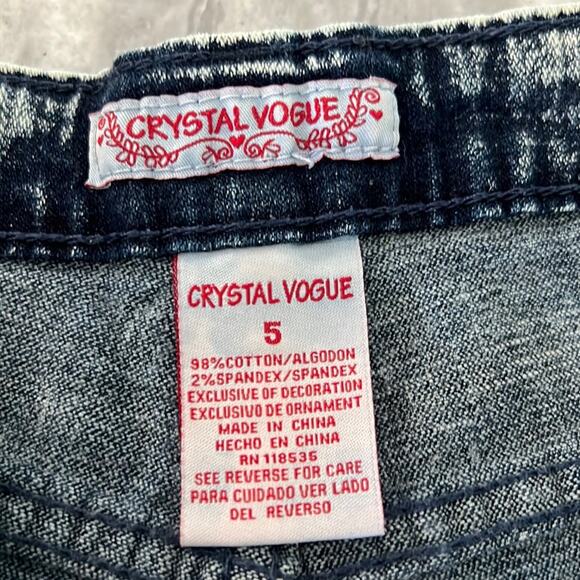 CRYSTAL VOGUE
CRYSTAL VOGUE
5
98%COTTON/ALGODON
2%SPANDEX/SPANDEX
EXCLUSIVE OF DECORATION
EXCLUSIVO DE ORNAMENT
MADE IN CHINA
HECHO EN CHINA
RN 118535
SEE REVERSE FOR CARE
PARA CUIDADO VER LADO
DEL REVERSO